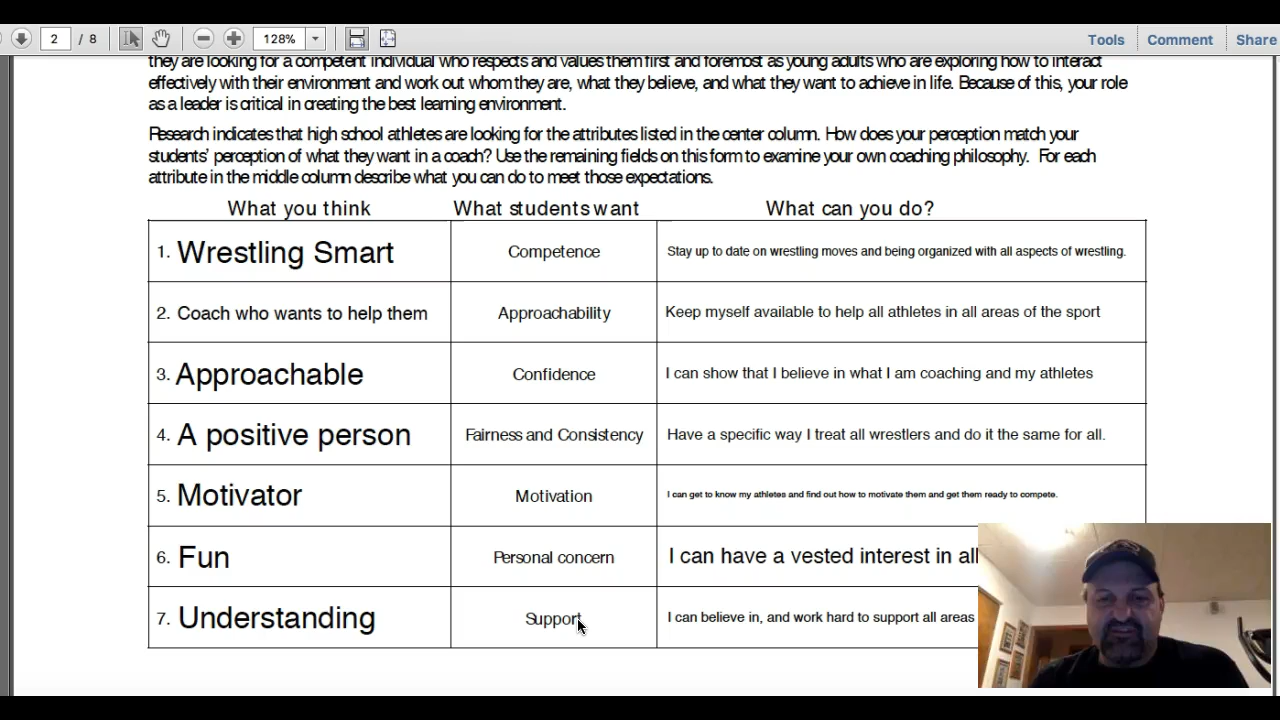 2 / 8
128%
Tools
Comment
Share
they are looking for a competent individual who respects and values them first and foremost as young adults who are exploring how to interact
effectively with their environment and work out whom they are, what they believe, and what they want to achieve in life. Because of this, your role
as a leader is critical in creating the best learning environment.
Research indicates that high school athletes are looking for the attributes listed in the center column. How does your perception match your
students' perception of what they want in a coach? Use the remaining fields on this form to examine your own coaching philosophy. For each
attribute in the middle column describe what you can do to meet those expectations.
What you think
What students want
What can you do?
1. Wrestling Smart
Competence
Stay up to date on wrestling moves and being organized with all aspects of wrestling.
2. Coach who wants to help them
Approachability
Keep myself available to help all athletes in all areas of the sport
3. Approachable
Confidence
I can show that I believe in what I am coaching and my athletes
4. A positive person
Fairness and Consistency
Have a specific way I treat all wrestlers and do it the same for all.
5. Motivator
Motivation
I can get to know my athletes and find out how to motivate them and get them ready to compete.
6. Fun
Personal concern
I can have a vested interest in all
7. Understanding
Support
I can believe in, and work hard to support all areas